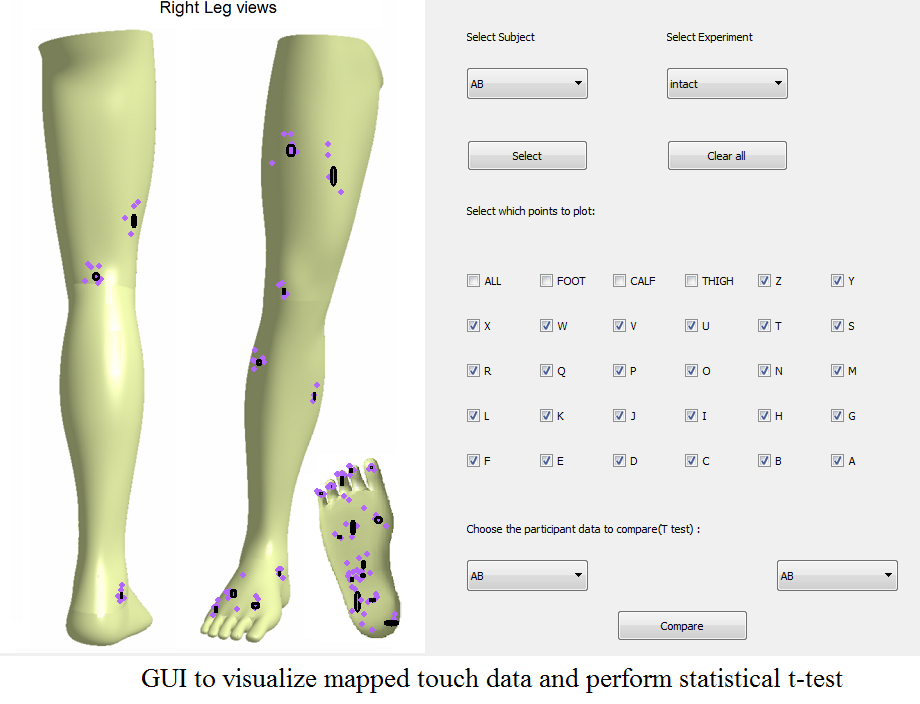 Right Leg views
Select Subject Select Experiment
AB intact
Select Clear all
Select which points to plot:
ALL FOOT CALF THIGH Z Y
X W V U T S
R Q P O N M
L K J I H G
F E D C B A
Choose the participant data to compare(T test) :
AB AB
Compare
GUI to visualize mapped touch data and perform statistical t-test